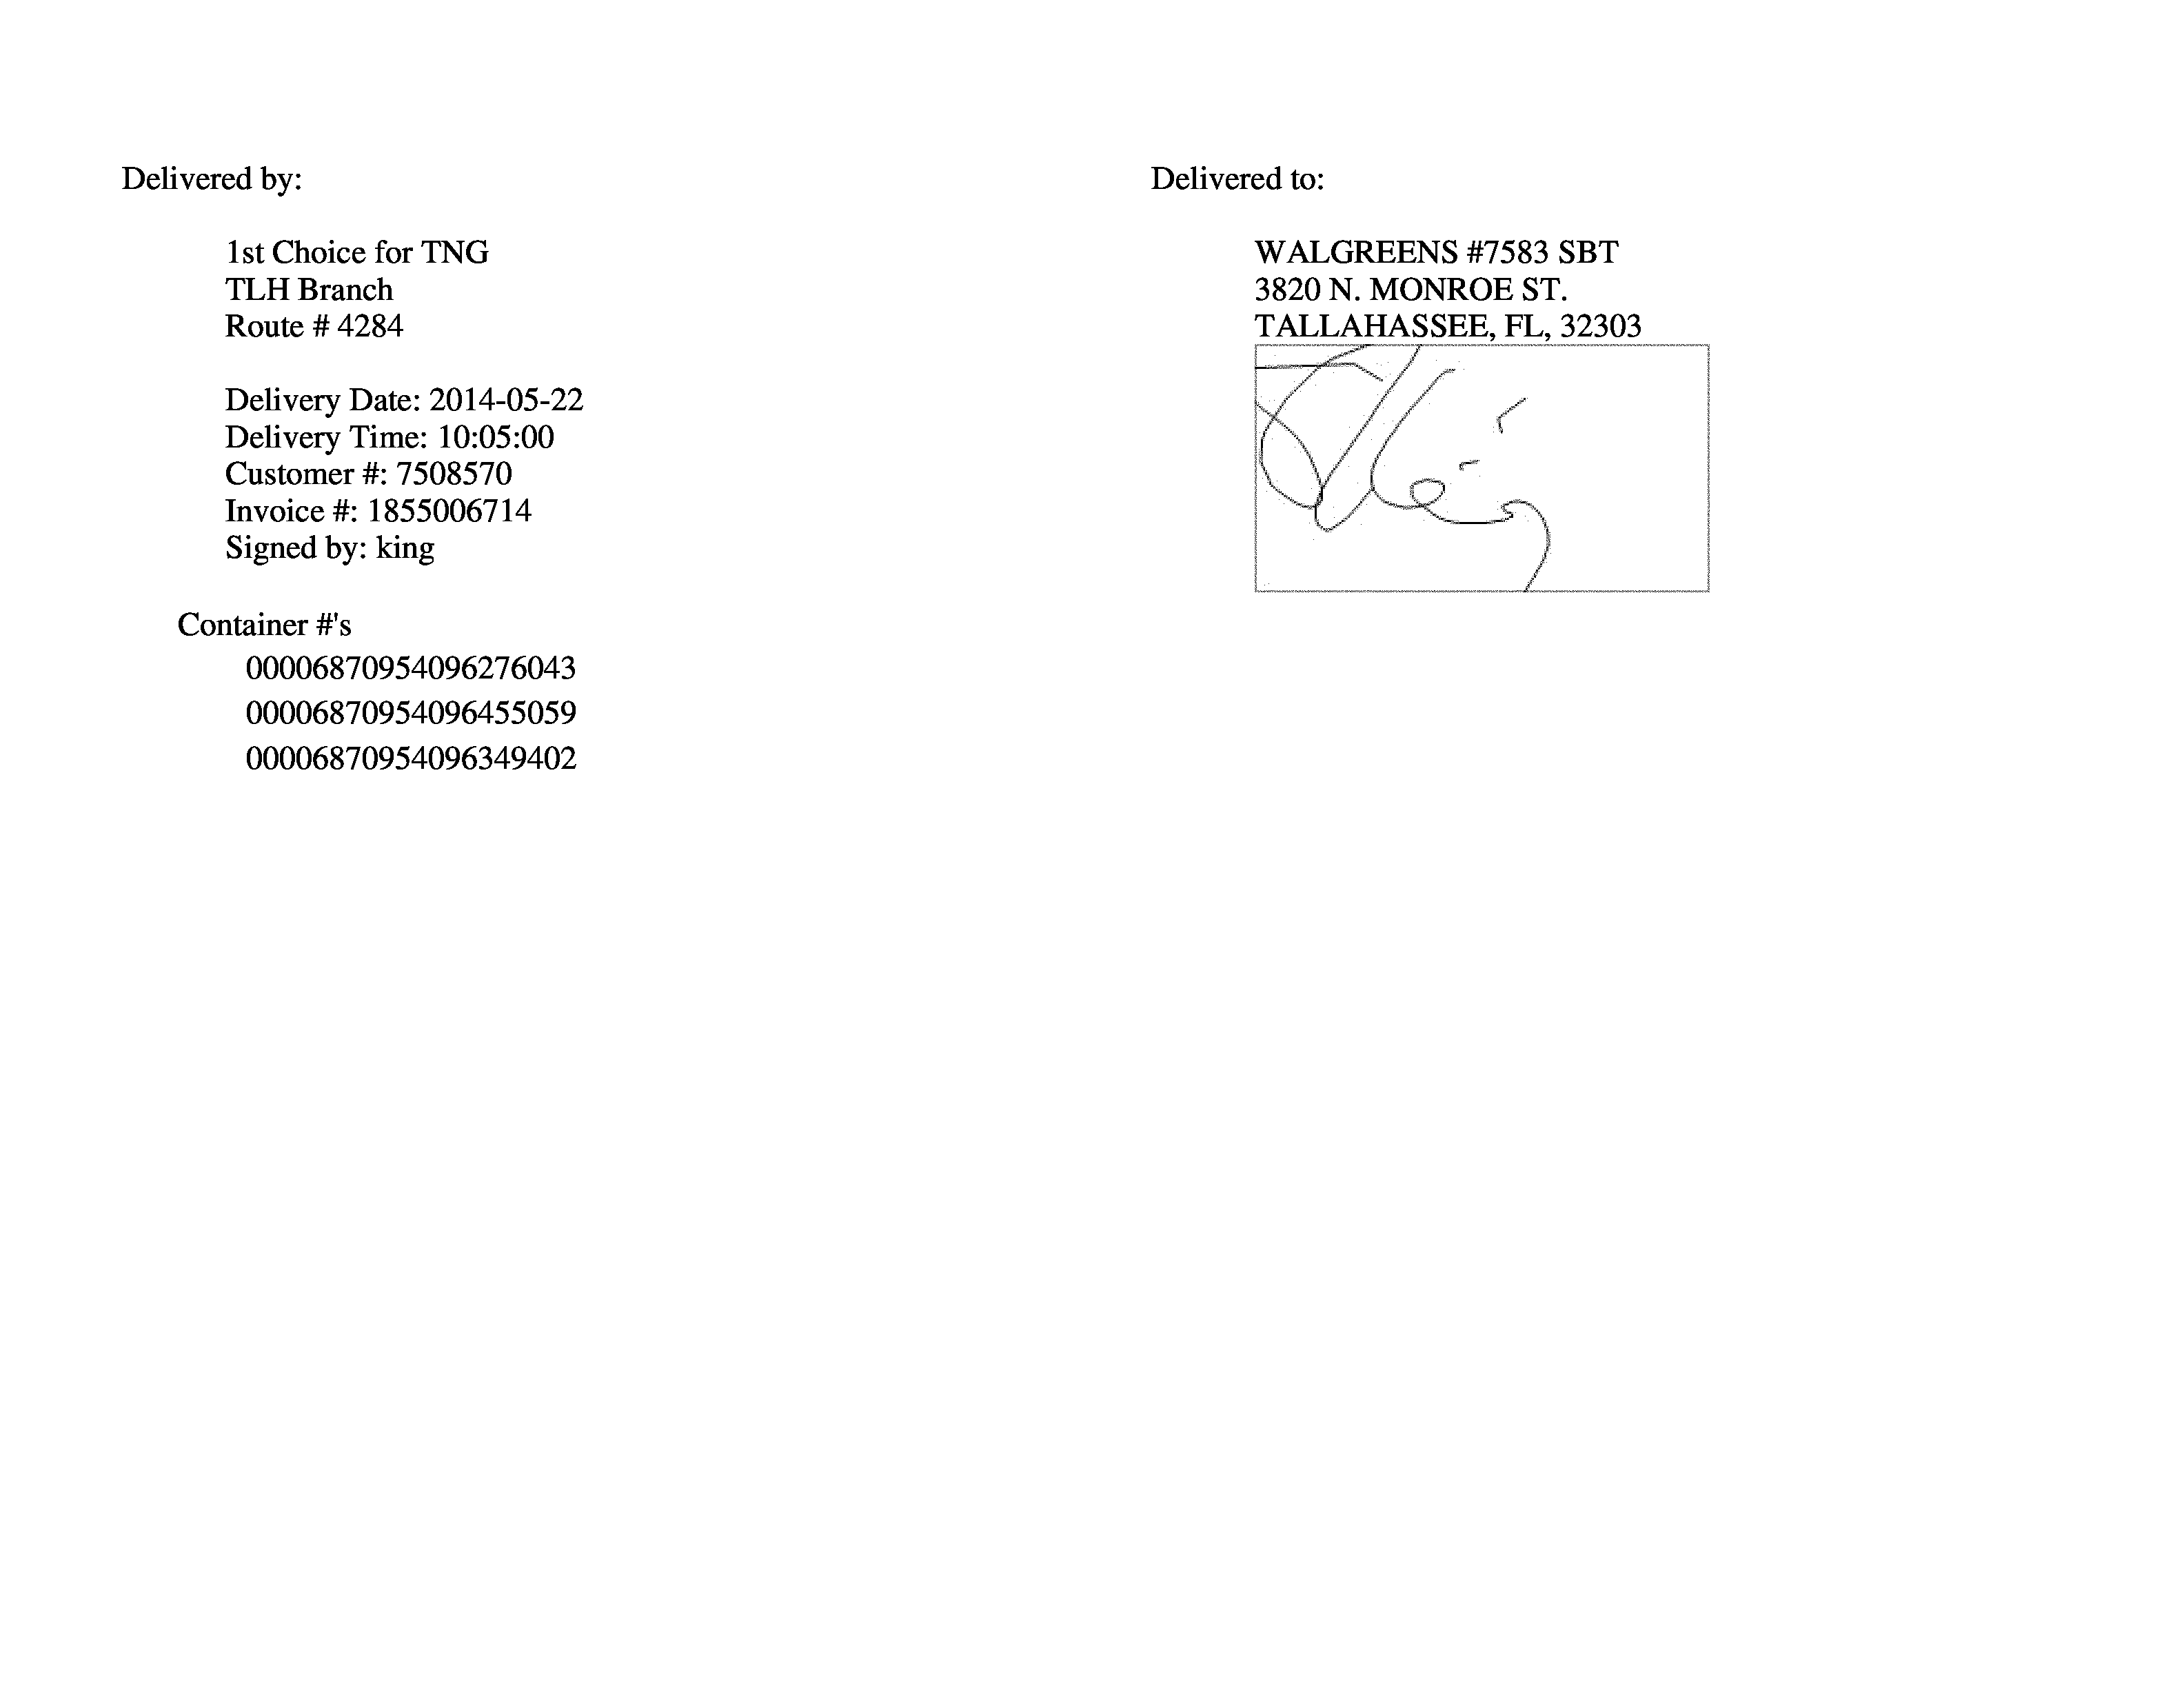 Delivered by:
1st Choice for TNG
TLH Branch
Route # 4284
Delivery Date: 2014-05-22
Delivery Time: 10:05:00
Customer #: 7508570
Invoice #: 1855006714
Signed by: king
Container #'s
00006870954096276043
00006870954096455059
00006870954096349402
Delivered to:
WALGREENS #7583 SBT
3820 N. MONROE ST.
TALLAHASSEE, FL, 32303